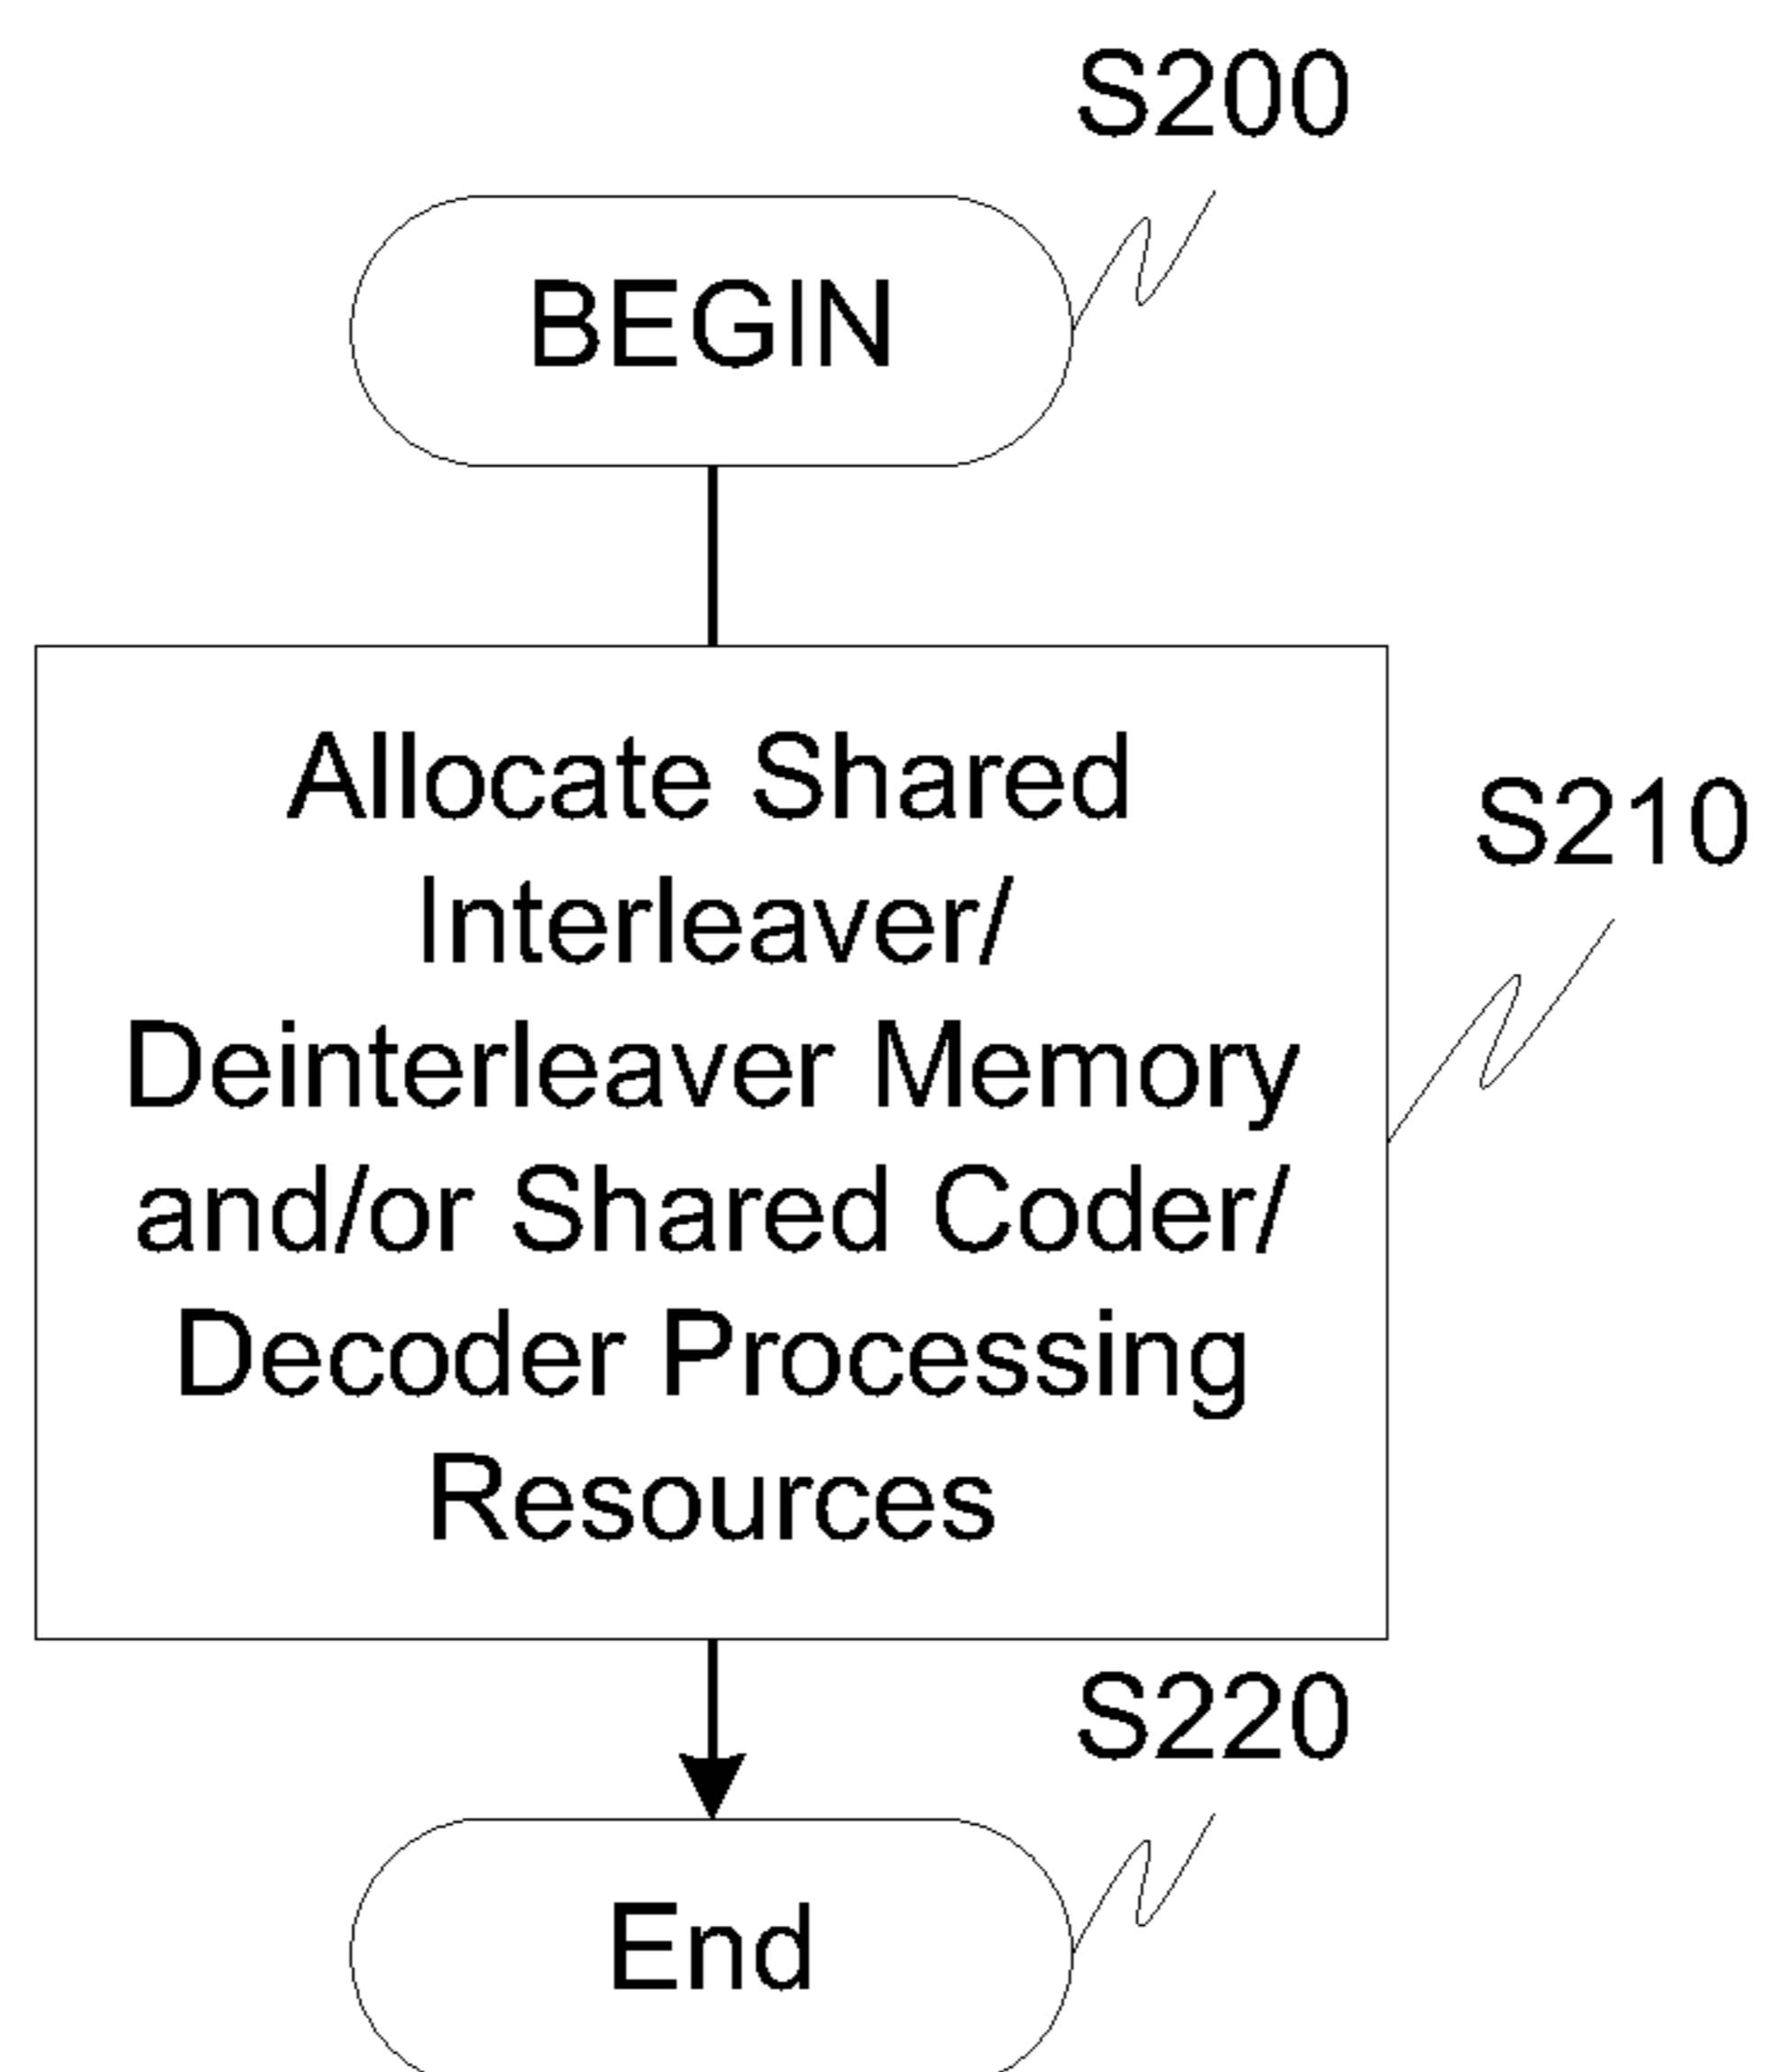 S200
BEGIN
Allocate Shared
Interleaver/
Deinterleaver Memory
and/or Shared Coder/
Decoder Processing
Resources
S210
S220
End